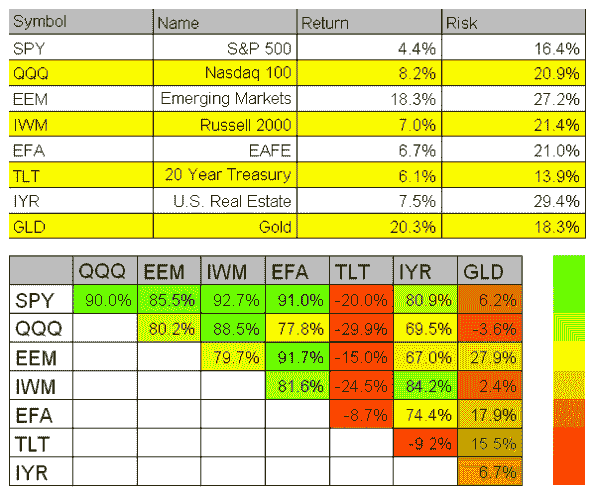 Symbol Name Return Risk
SPY S&P 500 4.4% 16.4%
QQQ Nasdaq 100 8.2% 20.9%
EEM Emerging Markets 18.3% 27.2%
IWM Russell 2000 7.0% 21.4%
EFA EAFE 6.7% 21.0%
TLT 20 Year Treasury 6.1% 13.9%
IYR U.S. Real Estate 7.5% 29.4%
GLD Gold 20.3% 18.3%
QQQ EEM IWM EFA TLT IYR GLD
SPY 90.0% 85.5% 92.7% 91.0% -20.0% 80.9% 6.2%
QQQ 80.2% 88.5% 77.8% -29.9% 69.5% -3.6%
EEM 79.7% 91.7% -15.0% 67.0% 27.9%
IWM 81.6% -24.5% 84.2% 2.4%
EFA -8.7% 74.4% 17.9%
TLT -9.2% 15.5%
IYR 6.7%